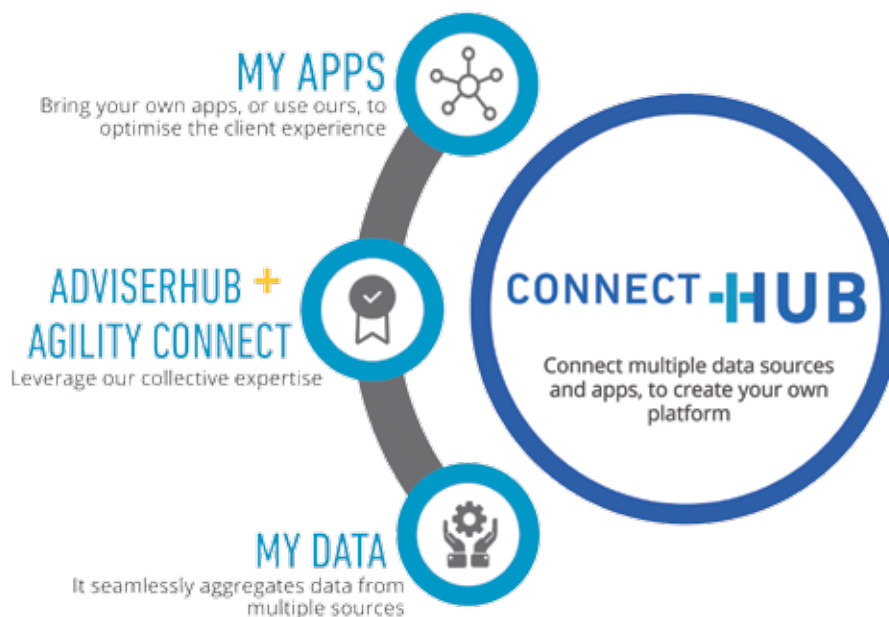 MY APPS
Bring your own apps, or use ours, to
optimise the client experience
ADVISERHUB +
AGILITY CONNECT
Leverage our collective expertise
MY DATA
It seamlessly aggregates data from
multiple sources
CONNECT HUB
Connect multiple data sources
and apps, to create your own
platform